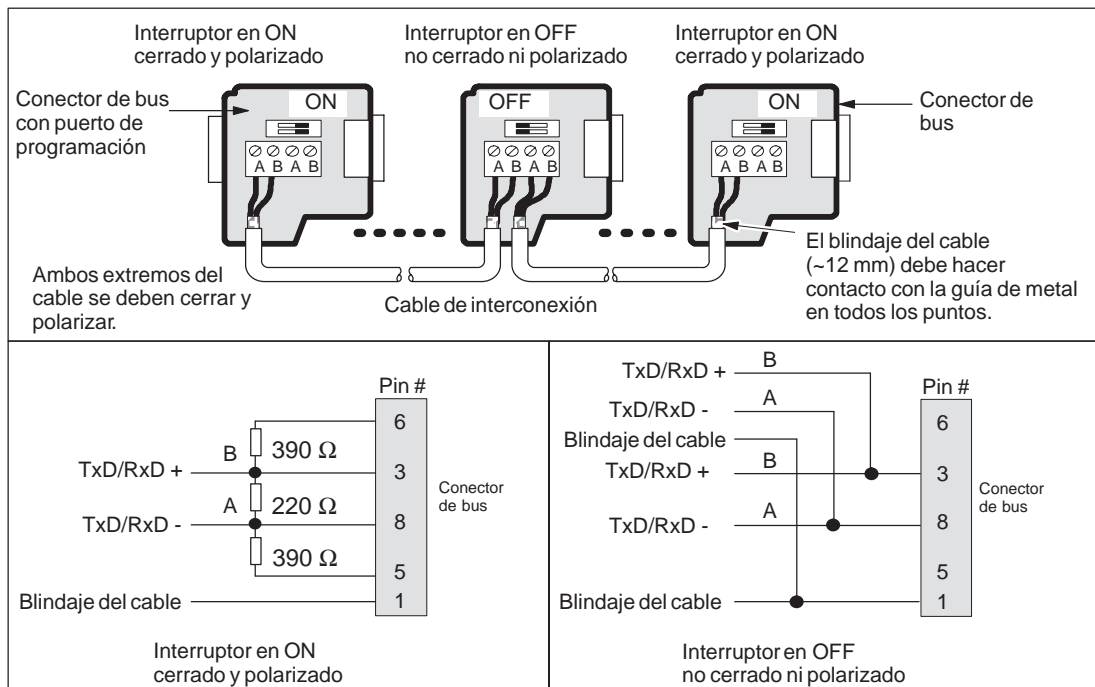 Interruptor en ON
cerrado y polarizado
Interruptor en OFF
no cerrado ni polarizado
Interruptor en ON
cerrado y polarizado
Conector de bus
con puerto de
programación
ON
A B A B
OFF
A B A B
ON
A B A B
Conector de
bus
Ambos extremos del
cable se deben cerrar y
polarizar.
Cable de interconexión
El blindaje del cable
(~12 mm) debe hacer
contacto con la guía de metal
en todos los puntos.
Pin #
6
390 Ω
B
TxD/RxD +
3
220 Ω
Conector
de bus
A
TxD/RxD -
8
390 Ω
5
Blindaje del cable
1
Interruptor en ON
cerrado y polarizado
TxD/RxD +
B
Pin #
TxD/RxD -
A
6
Blindaje del cable
TxD/RxD +
B
3
Conector
de bus
TxD/RxD -
A
8
5
Blindaje del cable
1
Interruptor en OFF
no cerrado ni polarizado